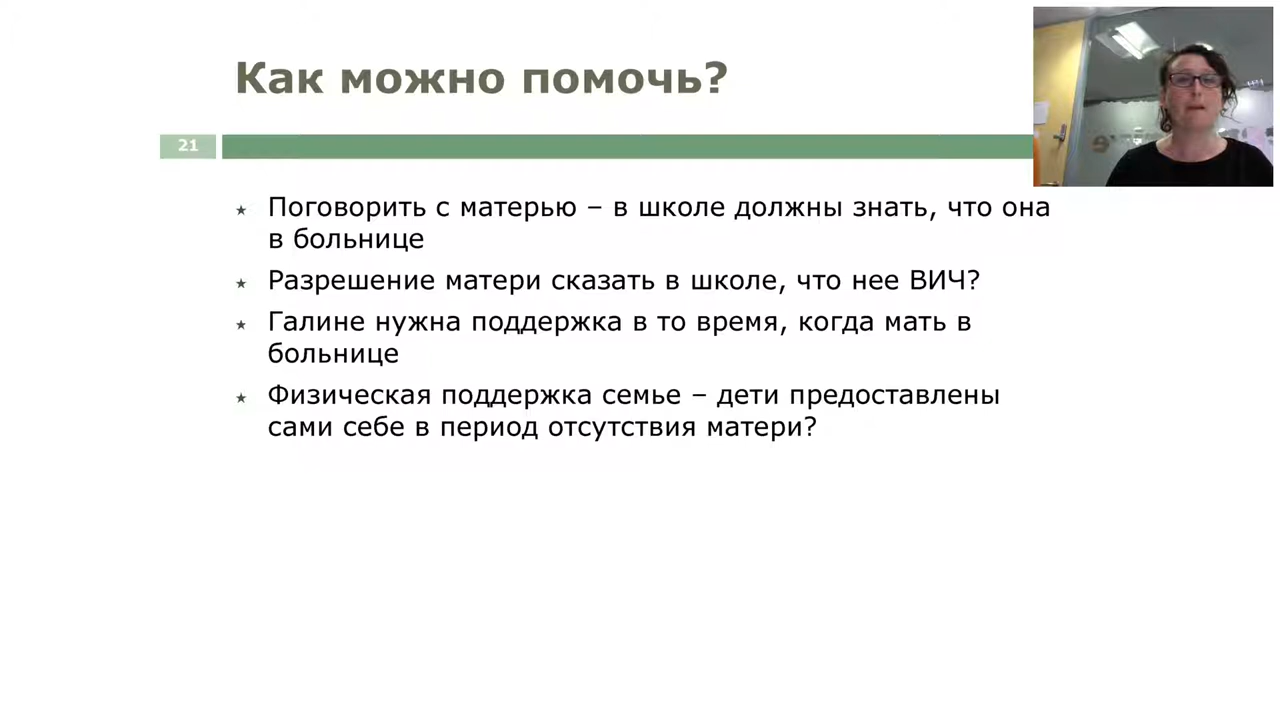 Как можно помочь?
21
Поговорить с матерью – в школе должны знать, что она
в больнице
Разрешение матери сказать в школе, что нее ВИЧ?
Галине нужна поддержка в то время, когда мать в
больнице
Физическая поддержка семье – дети предоставлены
сами себе в период отсутствия матери?